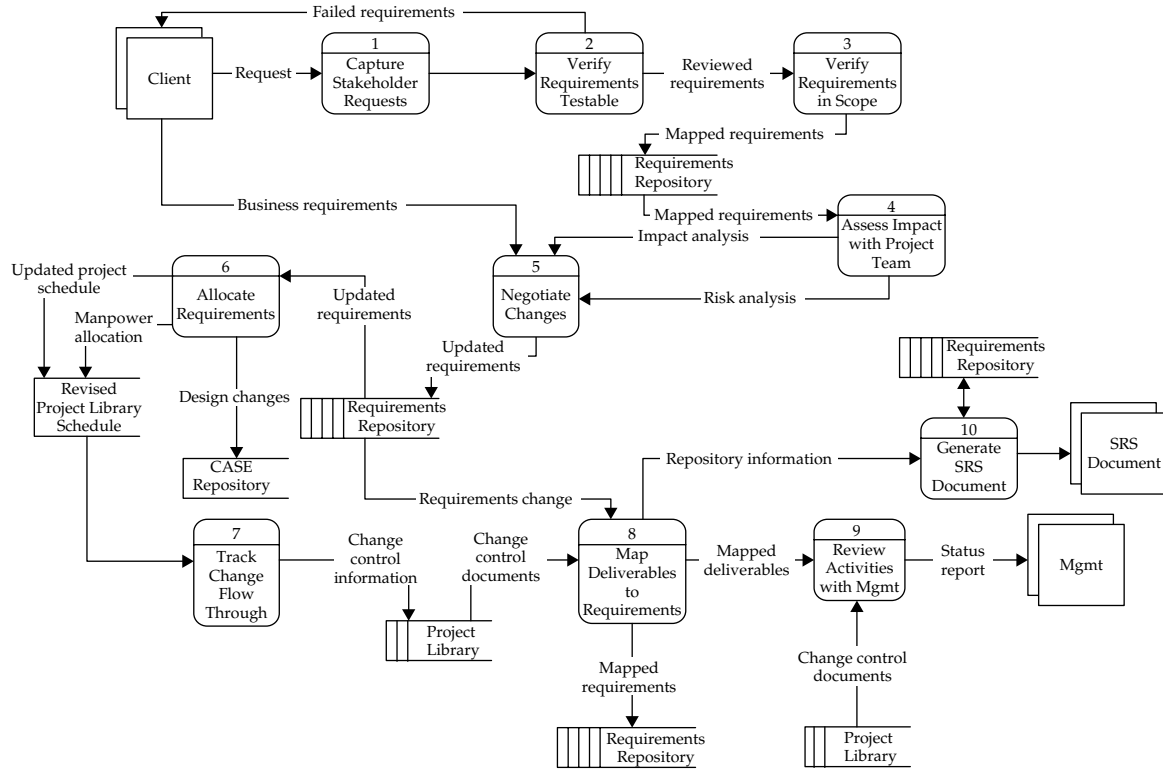 Failed requirements
1
Capture
Stakeholder
Requests
2
Verify
Requirements
Testable
3
Verify
Requirements
in Scope
Client
Request
Reviewed
requirements
Mapped requirements
Requirements
Repository
Mapped requirements
4
Assess Impact
with Project
Team
Business requirements
Impact analysis
Updated project
schedule
6
Allocate
Requirements
Updated
requirements
5
Negotiate
Changes
Risk analysis
Manpower
allocation
Updated
requirements
Requirements
Repository
Revised
Project Library
Schedule
Design changes
Requirements
Repository
10
Generate
SRS
Document
SRS
Document
CASE
Repository
Repository information
Requirements change
7
Track
Change
Flow
Through
Change
control
information
Change
control
documents
8
Map
Deliverables
to
Requirements
Mapped
deliverables
9
Review
Activities
with Mgmt
Status
report
Mgmt
Project
Library
Mapped
requirements
Change control
documents
Requirements
Repository
Project
Library